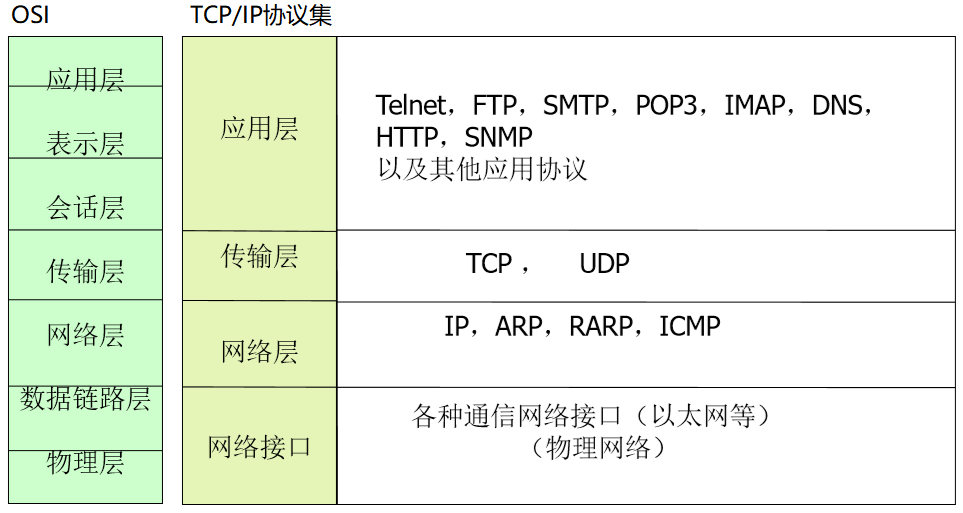 OSI
TCP/IP协议集
应用层
表示层
会话层
传输层
网络层
数据链路层
物理层
应用层
Telnet，FTP，SMTP，POP3，IMAP，DNS，
HTTP，SNMP
以及其他应用协议
传输层
TCP ， UDP
网络层
IP，ARP，RARP，ICMP
网络接口
各种通信网络接口（以太网等）
（物理网络）